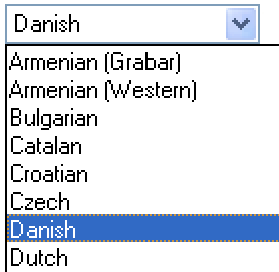 Danish
Armenian (Grabar)
Armenian (Western)
Bulgarian
Catalan
Croatian
Czech
Danish
Dutch